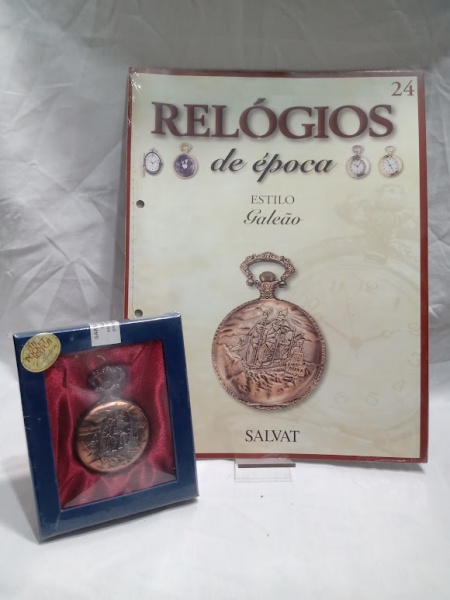 24
RELÓGIOS
de época
ESTILO
Galeão
SALVAT